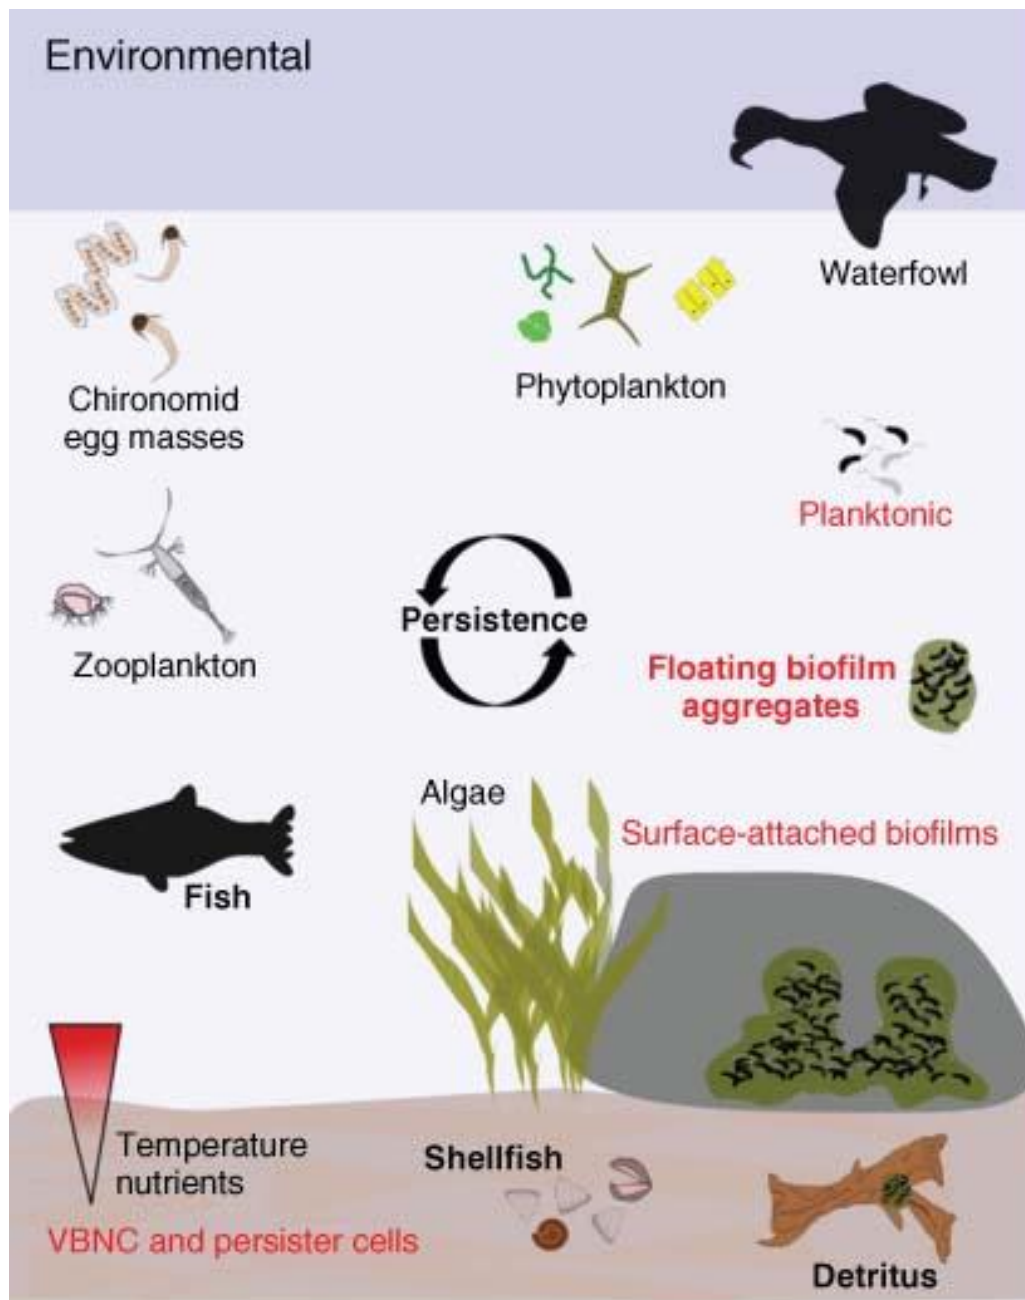 Environmental
Waterfowl
Chironomid
egg masses
Phytoplankton
Planktonic
Persistence
Zooplankton
Floating biofilm
aggregates
Algae
Surface-attached biofilms
Fish
Temperature
nutrients
VBNC and persister cells
Shellfish
Detritus